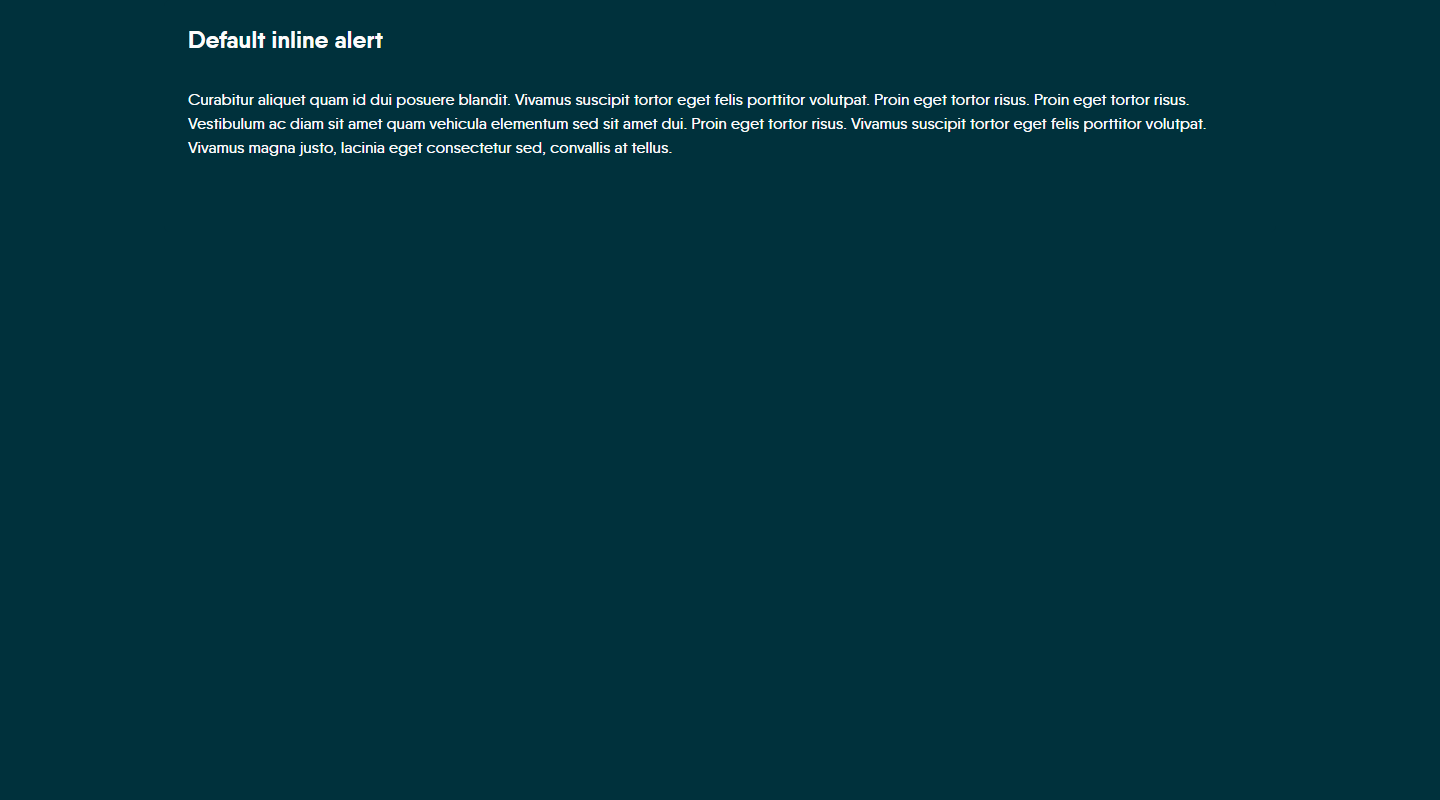 Default inline alert
Curabitur aliquet quam id dui posuere blandit. Vivamus suscipit tortor eget felis porttitor volutpat. Proin eget tortor risus. Proin eget tortor risus.
Vestibulum ac diam sit amet quam vehicula elementum sed sit amet dui. Proin eget tortor risus. Vivamus suscipit tortor eget felis porttitor volutpat.
Vivamus magna justo, lacinia eget consectetur sed, convallis at tellus.